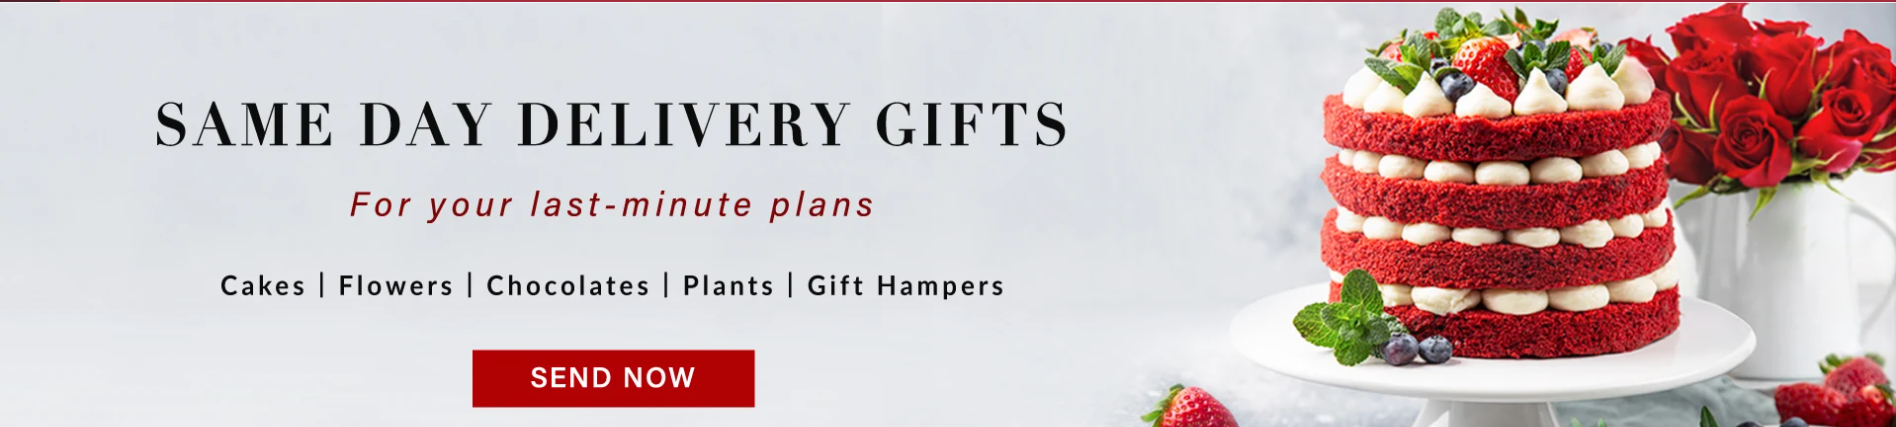 SAME DAY DELIVERY GIFTS
For your last-minute plans
Cakes | Flowers | Chocolates | Plants | Gift Hampers
SEND NOW